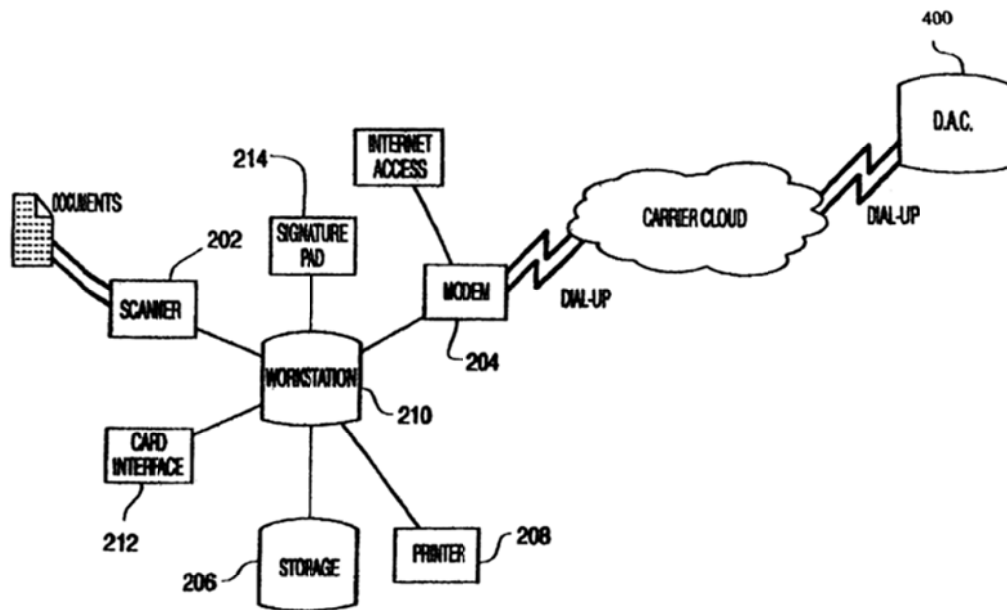 400
D.A.C.
INTERNET
ACCESS
214
DOCUMENTS
202
SIGNATURE
PAD
CARRIER CLOUD
DIAL-UP
SCANNER
MODEM
DIAL-UP
204
WORKSTATION
210
CARD
INTERFACE
212
208
PRINTER
STORAGE
206